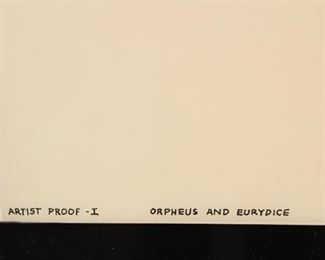 ARTIST PROOF - I ORPHEUS AND EURYDICE